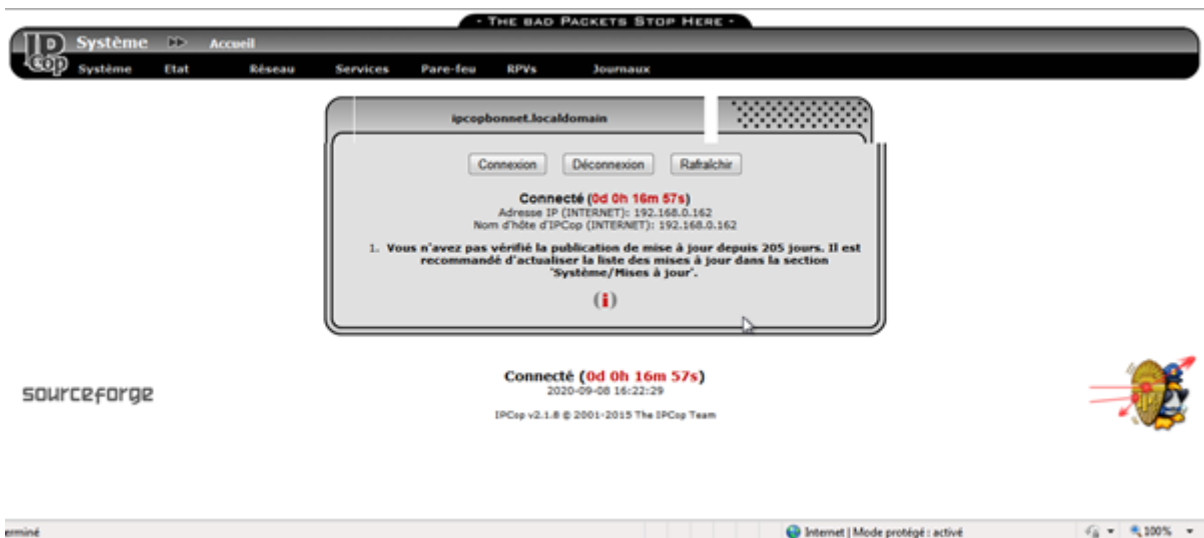 - THE BAD PACKETS STOP HERE -
IPCop
Système Accueil
Système Etat Réseau Services Pare-feu RPVs Journaux
ipcopbonnet.localdomain
Connexion Déconnexion Rafraîchir
Connecté (0d 0h 16m 57s)
Adresse IP (INTERNET): 192.168.0.162
Nom d'hôte d'IPCop (INTERNET): 192.168.0.162
1. Vous n'avez pas vérifié la publication de mise à jour depuis 205 jours. Il est
recommandé d'actualiser la liste des mises à jour dans la section
'Système/Mises à jour'.
(i)
Connecté (0d 0h 16m 57s)
2020-09-08 16:22:29
IPCop v2.1.8 © 2001-2015 The IPCop Team
sourceforge
erminé Internet | Mode protégé : activé 100%